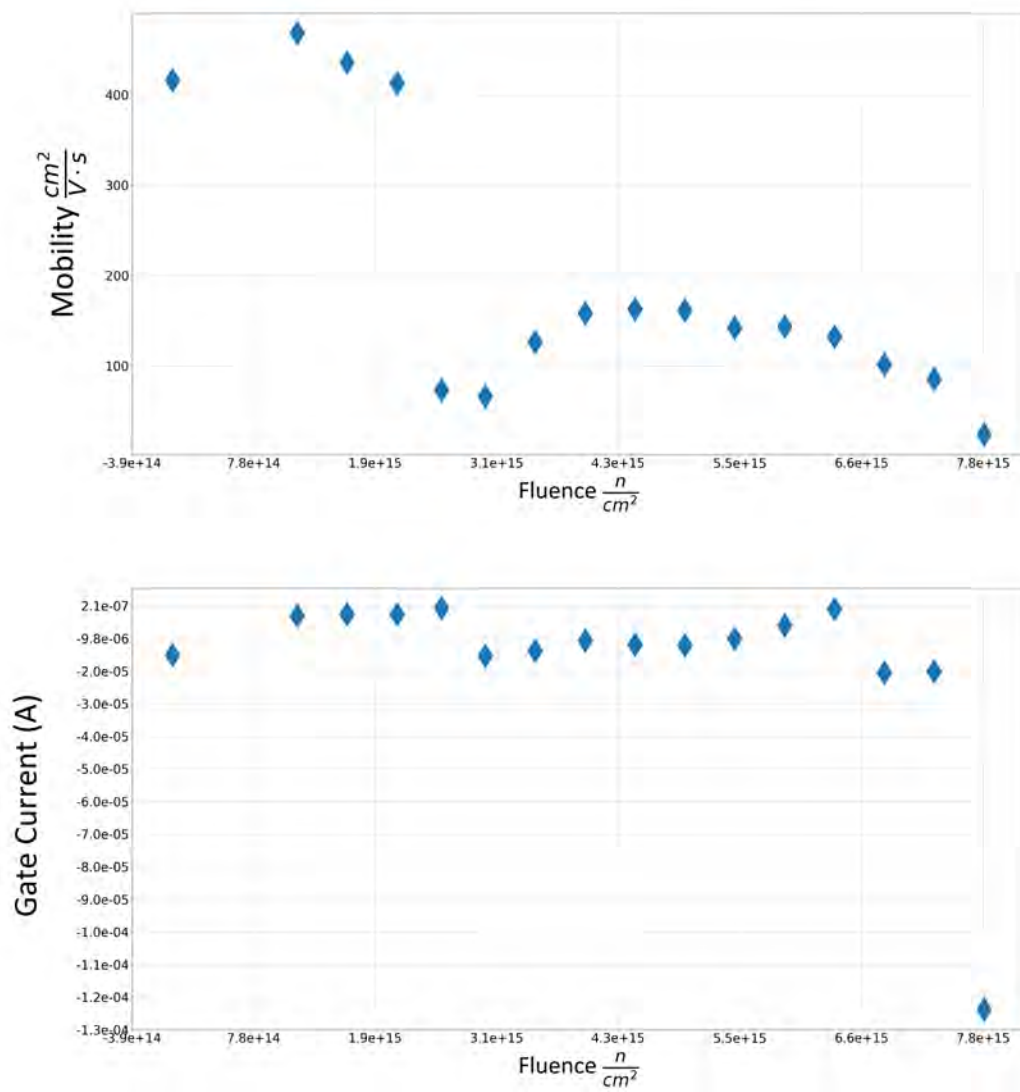 400
300
200
100
Mobility cm²/V · s
-3.9e+14 7.8e+14 1.9e+15 3.1e+15 4.3e+15 5.5e+15 6.6e+15 7.8e+15
Fluence n/cm²
2.1e-07
-9.8e-06
-2.0e-05
-3.0e-05
-4.0e-05
-5.0e-05
-6.0e-05
-7.0e-05
-8.0e-05
-9.0e-05
-1.0e-04
-1.1e-04
-1.2e-04
-1.3e-04
Gate Current (A)
-3.9e+14 7.8e+14 1.9e+15 3.1e+15 4.3e+15 5.5e+15 6.6e+15 7.8e+15
Fluence n/cm²